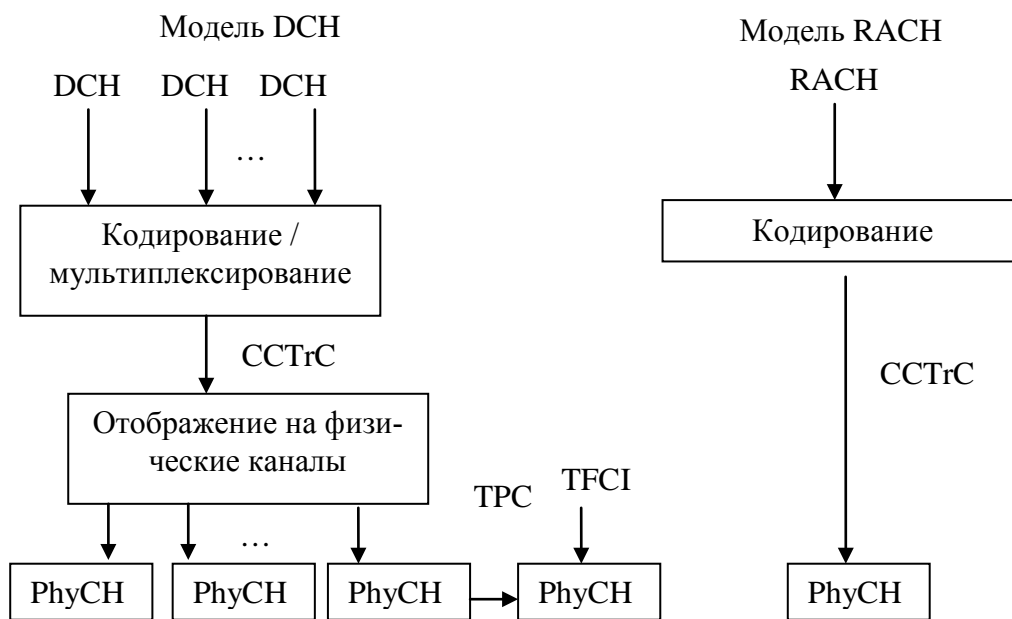 Модель DCH
Модель RACH
DCH DCH DCH
RACH
…
Кодирование /
мультиплексирование
Кодирование
CCTrC
CCTrC
Отображение на физи-
ческие каналы
TPC
TFCI
…
PhyCH
PhyCH
PhyCH
PhyCH
PhyCH